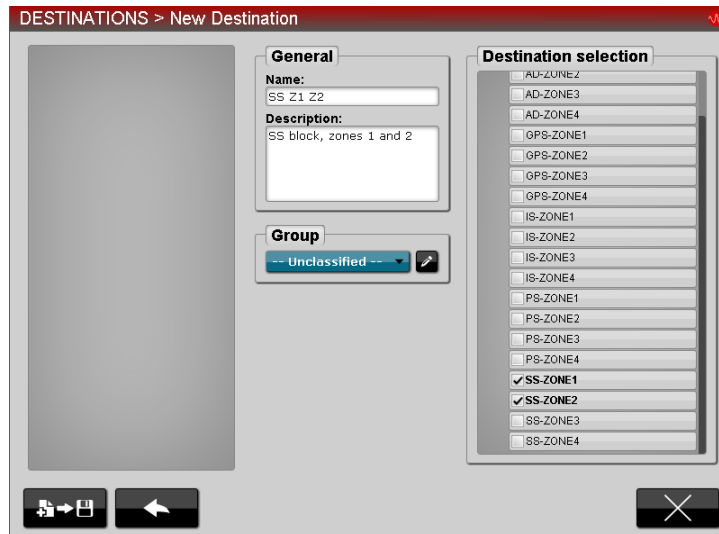 DESTINATIONS > New Destination
General
Name:
SS Z1 Z2
Description:
SS block, zones 1 and 2
Group
-- Unclassified --
Destination selection
AD-ZONE2
AD-ZONE3
AD-ZONE4
GPS-ZONE1
GPS-ZONE2
GPS-ZONE3
GPS-ZONE4
IS-ZONE1
IS-ZONE2
IS-ZONE3
IS-ZONE4
PS-ZONE1
PS-ZONE2
PS-ZONE3
PS-ZONE4
SS-ZONE1
SS-ZONE2
SS-ZONE3
SS-ZONE4